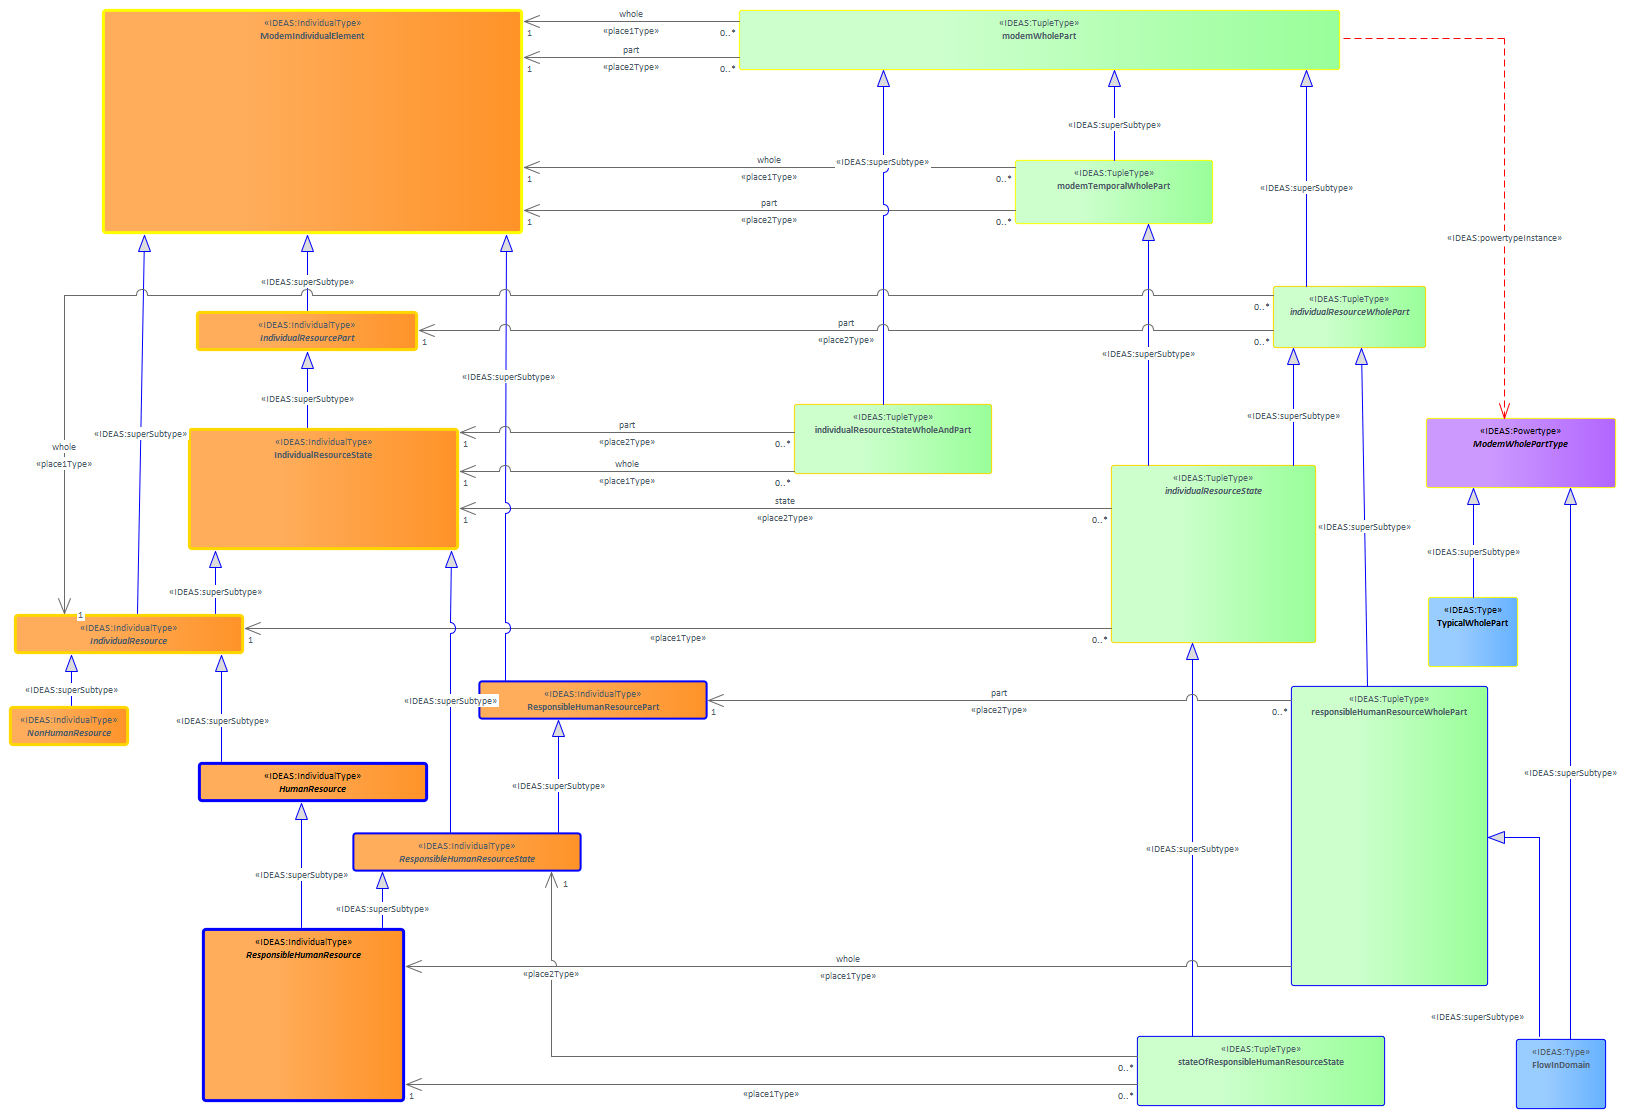 «IDEAS:IndividualType»
ModemIndividualElement
whole
«place1Type»
1
0..*
part
«place2Type»
1
0..*
«IDEAS:TupleType»
modemWholePart
«IDEAS:superSubtype»
whole
«place1Type»
1
0..*
«IDEAS:superSubtype»
part
«place2Type»
1
0..*
«IDEAS:TupleType»
modemTemporalWholePart
«IDEAS:superSubtype»
«IDEAS:powertypeInstance»
«IDEAS:superSubtype»
«IDEAS:TupleType»
individualResourceWholePart
0..*
0..*
«IDEAS:IndividualType»
IndividualResourcePart
1
part
«place2Type»
«IDEAS:superSubtype»
«IDEAS:superSubtype»
«IDEAS:superSubtype»
«IDEAS:superSubtype»
«IDEAS:superSubtype»
whole
«place1Type»
«IDEAS:IndividualType»
IndividualResourceState
part
«place2Type»
1
0..*
whole
«place1Type»
1
0..*
«IDEAS:TupleType»
individualResourceStateWholeAndPart
state
«place2Type»
1
0..*
«IDEAS:TupleType»
individualResourceState
«IDEAS:Powertype»
ModemWholePartType
«IDEAS:superSubtype»
«IDEAS:superSubtype»
«IDEAS:superSubtype»
«IDEAS:Type»
TypicalWholePart
1
«IDEAS:IndividualType»
IndividualResource
1
«place1Type»
0..*
«IDEAS:superSubtype»
«IDEAS:superSubtype»
«IDEAS:IndividualType»
ResponsibleHumanResourcePart
1
part
«place2Type»
0..*
«IDEAS:TupleType»
responsibleHumanResourceWholePart
«IDEAS:IndividualType»
NonHumanResource
«IDEAS:superSubtype»
«IDEAS:IndividualType»
HumanResource
«IDEAS:superSubtype»
«IDEAS:superSubtype»
«IDEAS:IndividualType»
ResponsibleHumanResourceState
«IDEAS:superSubtype»
«IDEAS:superSubtype»
1
«IDEAS:superSubtype»
«IDEAS:IndividualType»
ResponsibleHumanResource
whole
«place1Type»
«place2Type»
«IDEAS:superSubtype»
«IDEAS:TupleType»
stateOfResponsibleHumanResourceState
0..*
1
«place1Type»
0..*
«IDEAS:Type»
FlowInDomain